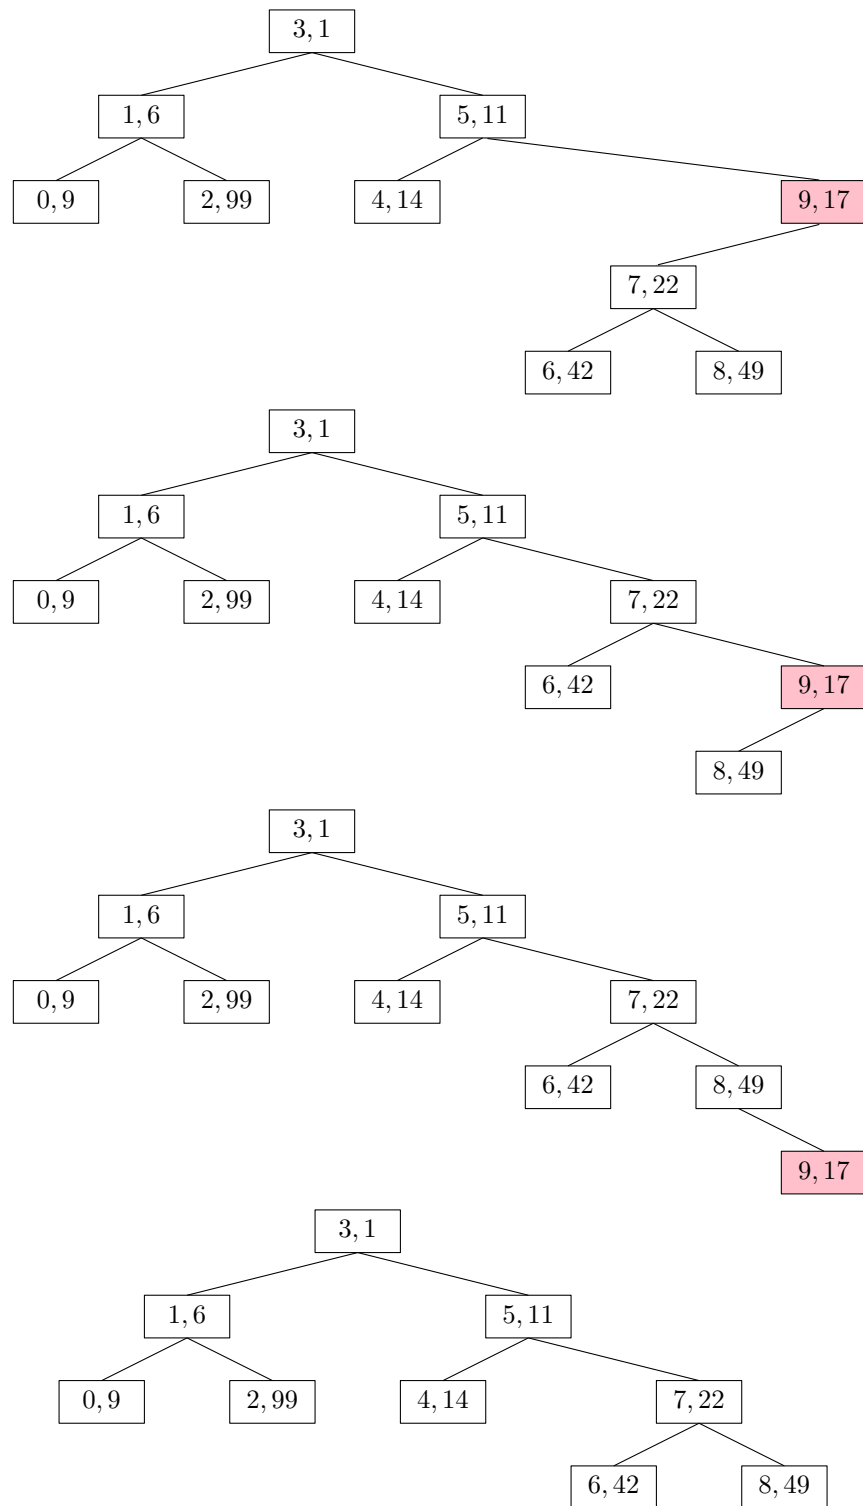 3, 1
1, 6 5, 11
0, 9 2, 99 4, 14 9, 17
7, 22
6, 42 8, 49
3, 1
1, 6 5, 11
0, 9 2, 99 4, 14 7, 22
6, 42 9, 17
8, 49
3, 1
1, 6 5, 11
0, 9 2, 99 4, 14 7, 22
6, 42 8, 49
9, 17
3, 1
1, 6 5, 11
0, 9 2, 99 4, 14 7, 22
6, 42 8, 49